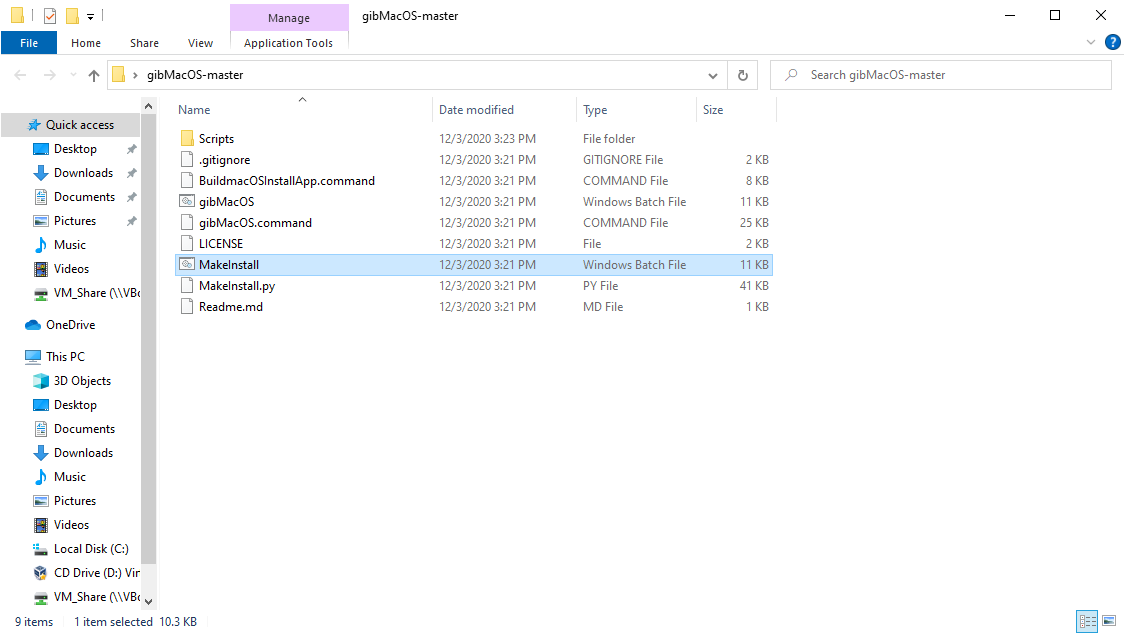 Manage
gibMacOS-master
File
Home
Share
View
Application Tools
gibMacOS-master
Search gibMacOS-master
Name
Date modified
Type
Size
Quick access
Desktop
Downloads
Documents
Pictures
Music
Videos
VM_Share (\\VBo
OneDrive
This PC
3D Objects
Desktop
Documents
Downloads
Music
Pictures
Videos
Local Disk (C:)
CD Drive (D:) Vir
VM_Share (\\VBo
Scripts 12/3/2020 3:23 PM File folder
.gitignore 12/3/2020 3:21 PM GITIGNORE File 2 KB
BuildmacOSInstallApp.command 12/3/2020 3:21 PM COMMAND File 8 KB
gibMacOS 12/3/2020 3:21 PM Windows Batch File 11 KB
gibMacOS.command 12/3/2020 3:21 PM COMMAND File 25 KB
LICENSE 12/3/2020 3:21 PM File 2 KB
MakeInstall 12/3/2020 3:21 PM Windows Batch File 11 KB
MakeInstall.py 12/3/2020 3:21 PM PY File 41 KB
Readme.md 12/3/2020 3:21 PM MD File 1 KB
9 items
1 item selected 10.3 KB